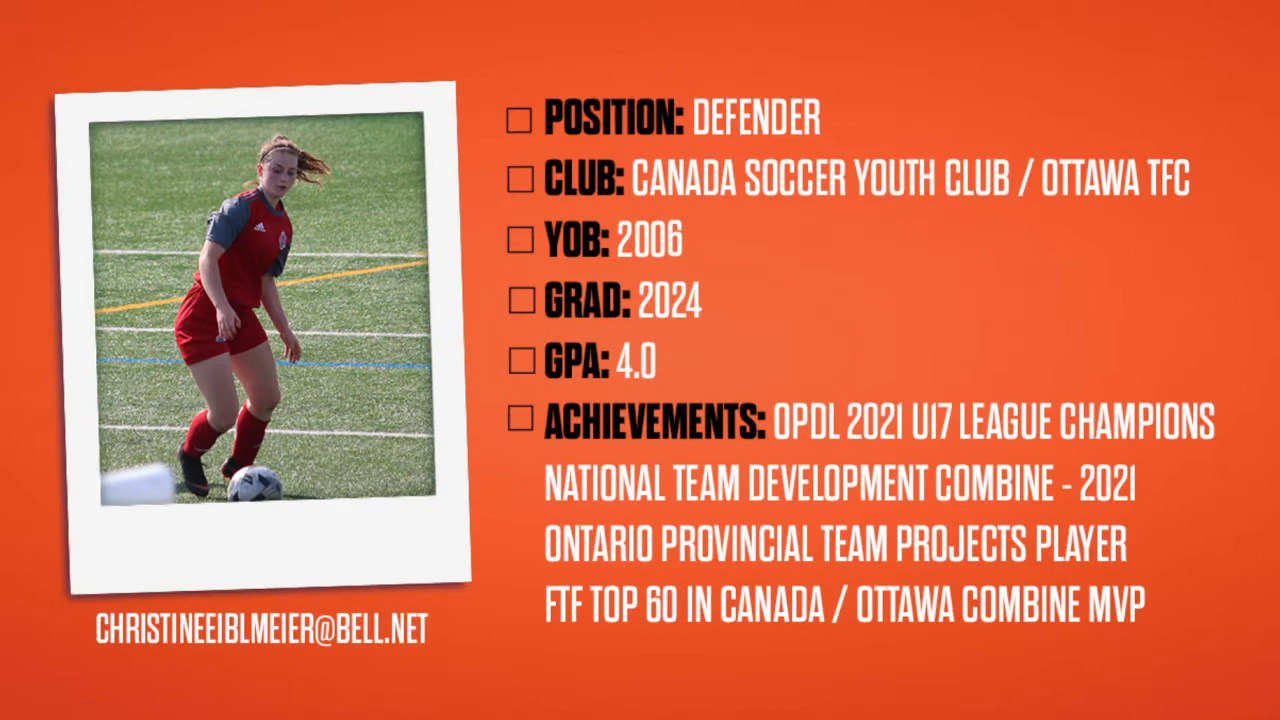 POSITION: DEFENDER
CLUB: CANADA SOCCER YOUTH CLUB / OTTAWA TFC
YOB: 2006
GRAD: 2024
GPA: 4.0
ACHIEVEMENTS: OPDL 2021 U17 LEAGUE CHAMPIONS
NATIONAL TEAM DEVELOPMENT COMBINE - 2021
ONTARIO PROVINCIAL TEAM PROJECTS PLAYER
FTF TOP 60 IN CANADA / OTTAWA COMBINE MVP
CHRISTINEEIBLMEIER@BELL.NET